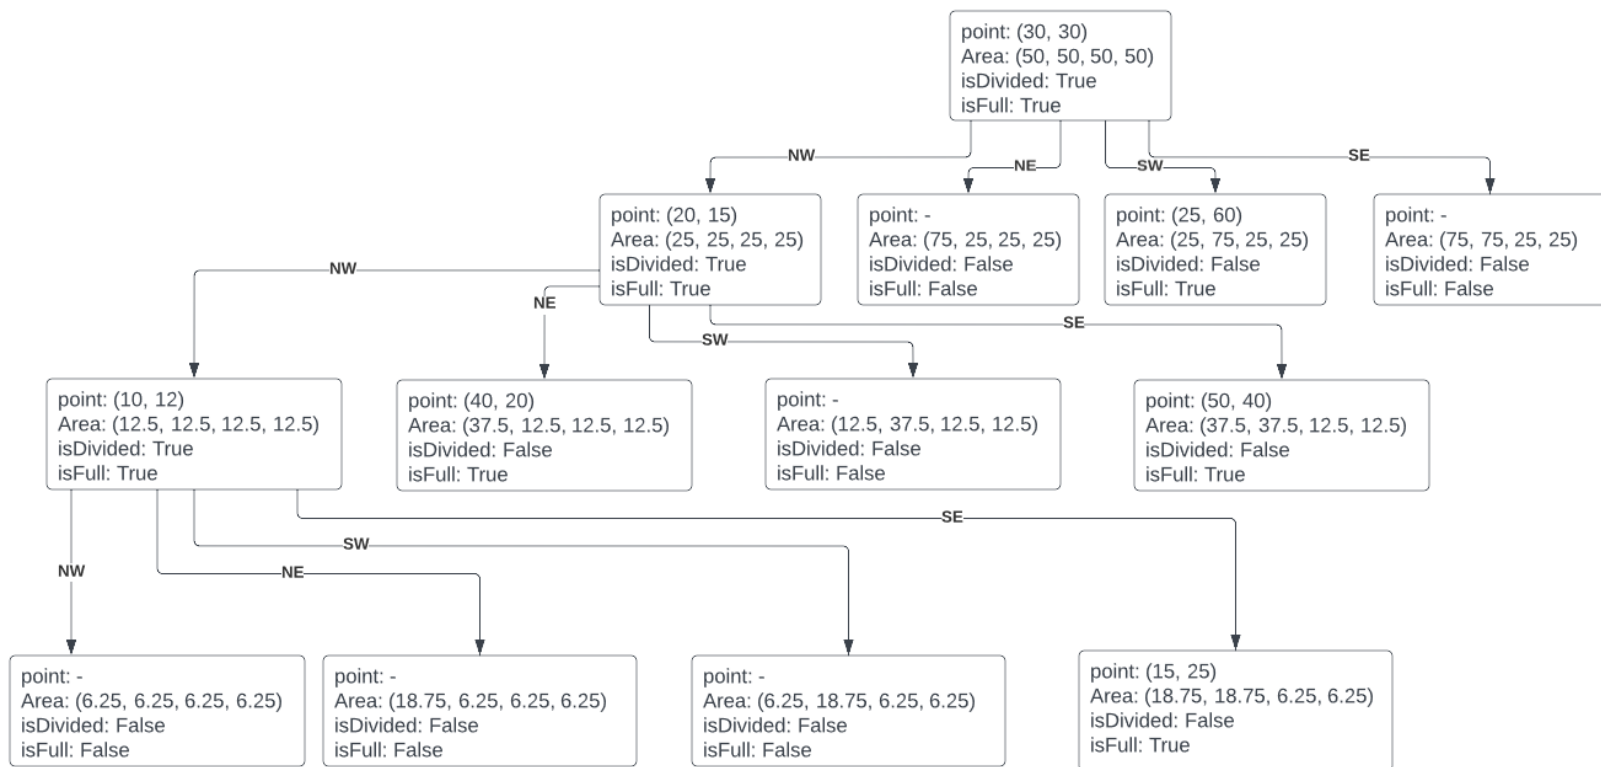 point: (30, 30)
Area: (50, 50, 50, 50)
isDivided: True
isFull: True
NW
NE
SW
SE
point: (20, 15)
Area: (25, 25, 25, 25)
isDivided: True
isFull: True
point: -
Area: (75, 25, 25, 25)
isDivided: False
isFull: False
point: (25, 60)
Area: (25, 75, 25, 25)
isDivided: False
isFull: True
point: -
Area: (75, 75, 25, 25)
isDivided: False
isFull: False
NW
NE
SW
SE
point: (10, 12)
Area: (12.5, 12.5, 12.5, 12.5)
isDivided: True
isFull: True
point: (40, 20)
Area: (37.5, 12.5, 12.5, 12.5)
isDivided: False
isFull: True
point: -
Area: (12.5, 37.5, 12.5, 12.5)
isDivided: False
isFull: False
point: (50, 40)
Area: (37.5, 37.5, 12.5, 12.5)
isDivided: False
isFull: True
NW
NE
SW
SE
point: -
Area: (6.25, 6.25, 6.25, 6.25)
isDivided: False
isFull: False
point: -
Area: (18.75, 6.25, 6.25, 6.25)
isDivided: False
isFull: False
point: -
Area: (6.25, 18.75, 6.25, 6.25)
isDivided: False
isFull: False
point: (15, 25)
Area: (18.75, 18.75, 6.25, 6.25)
isDivided: False
isFull: True